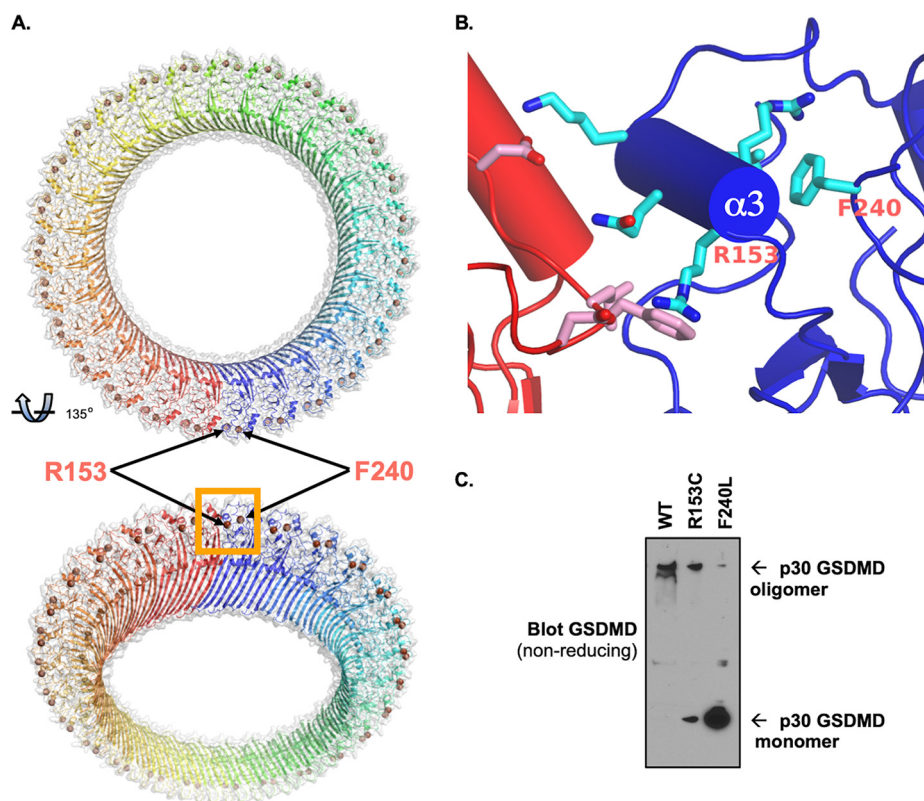 A.
135°
R153
F240
B.
α3
F240
R153
C.
WT
R153C
F240L
← p30 GSDMD
oligomer
Blot GSDMD
(non-reducing)
← p30 GSDMD
monomer